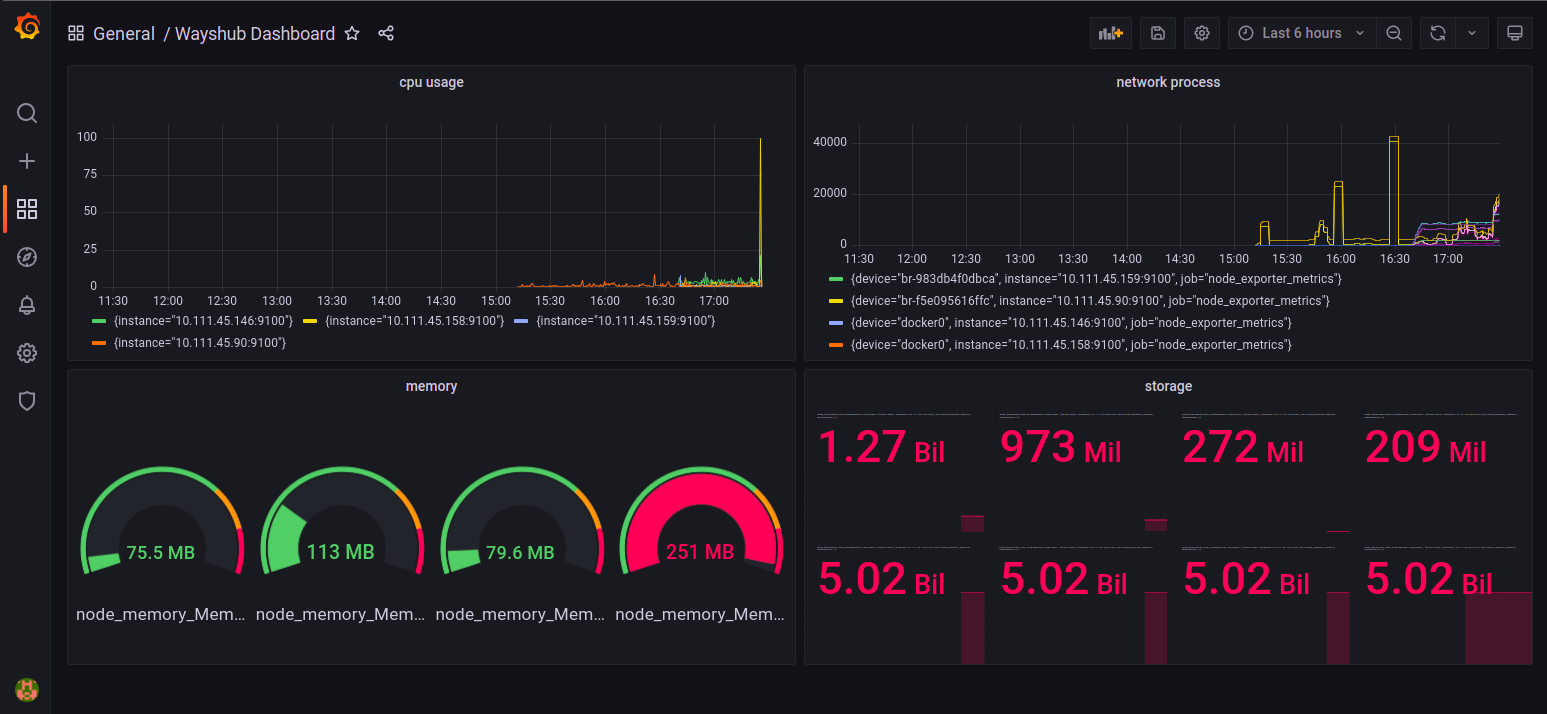 General / Wayshub Dashboard
Last 6 hours
cpu usage
100
75
50
25
0
11:30 12:00 12:30 13:00 13:30 14:00 14:30 15:00 15:30 16:00 16:30 17:00
{instance="10.111.45.146:9100"} {instance="10.111.45.158:9100"} {instance="10.111.45.159:9100"}
{instance="10.111.45.90:9100"}
network process
40000
20000
0
11:30 12:00 12:30 13:00 13:30 14:00 14:30 15:00 15:30 16:00 16:30 17:00
{device="br-983db4f0dbca", instance="10.111.45.159:9100", job="node_exporter_metrics"}
{device="br-f5e095616ffc", instance="10.111.45.90:9100", job="node_exporter_metrics"}
{device="docker0", instance="10.111.45.146:9100", job="node_exporter_metrics"}
{device="docker0", instance="10.111.45.158:9100", job="node_exporter_metrics"}
memory
75.5 MB 113 MB 79.6 MB 251 MB
node_memory_Mem... node_memory_Mem... node_memory_Mem... node_memory_Mem...
storage
1.27 Bil 973 Mil 272 Mil 209 Mil
5.02 Bil 5.02 Bil 5.02 Bil 5.02 Bil